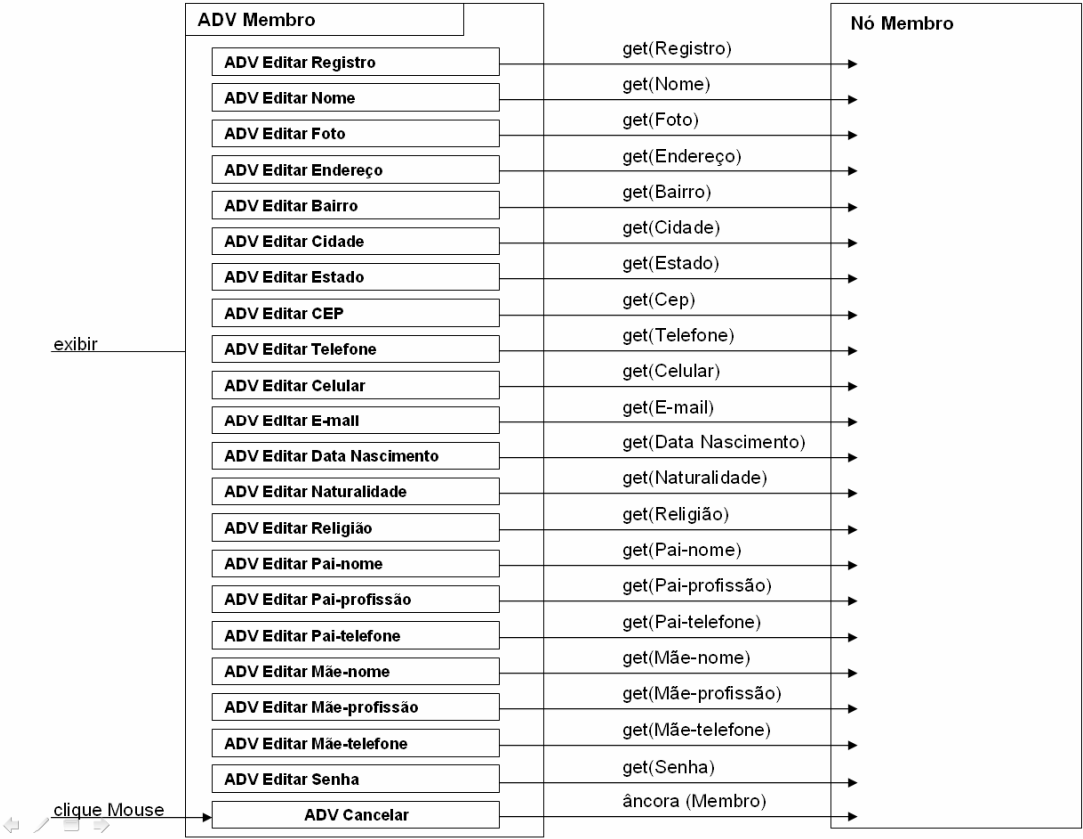 ADV Membro
Nó Membro
ADV Editar Registro get(Registro)
ADV Editar Nome get(Nome)
ADV Editar Foto get(Foto)
ADV Editar Endereço get(Endereço)
ADV Editar Bairro get(Bairro)
ADV Editar Cidade get(Cidade)
ADV Editar Estado get(Estado)
ADV Editar CEP get(Cep)
exibir
ADV Editar Telefone get(Telefone)
ADV Editar Celular get(Celular)
ADV Editar E-mail get(E-mail)
ADV Editar Data Nascimento get(Data Nascimento)
ADV Editar Naturalidade get(Naturalidade)
ADV Editar Religião get(Religião)
ADV Editar Pai-nome get(Pai-nome)
ADV Editar Pai-profissão get(Pai-profissão)
ADV Editar Pai-telefone get(Pai-telefone)
ADV Editar Mãe-nome get(Mãe-nome)
ADV Editar Mãe-profissão get(Mãe-profissão)
ADV Editar Mãe-telefone get(Mãe-telefone)
ADV Editar Senha get(Senha)
clique Mouse ADV Cancelar âncora (Membro)